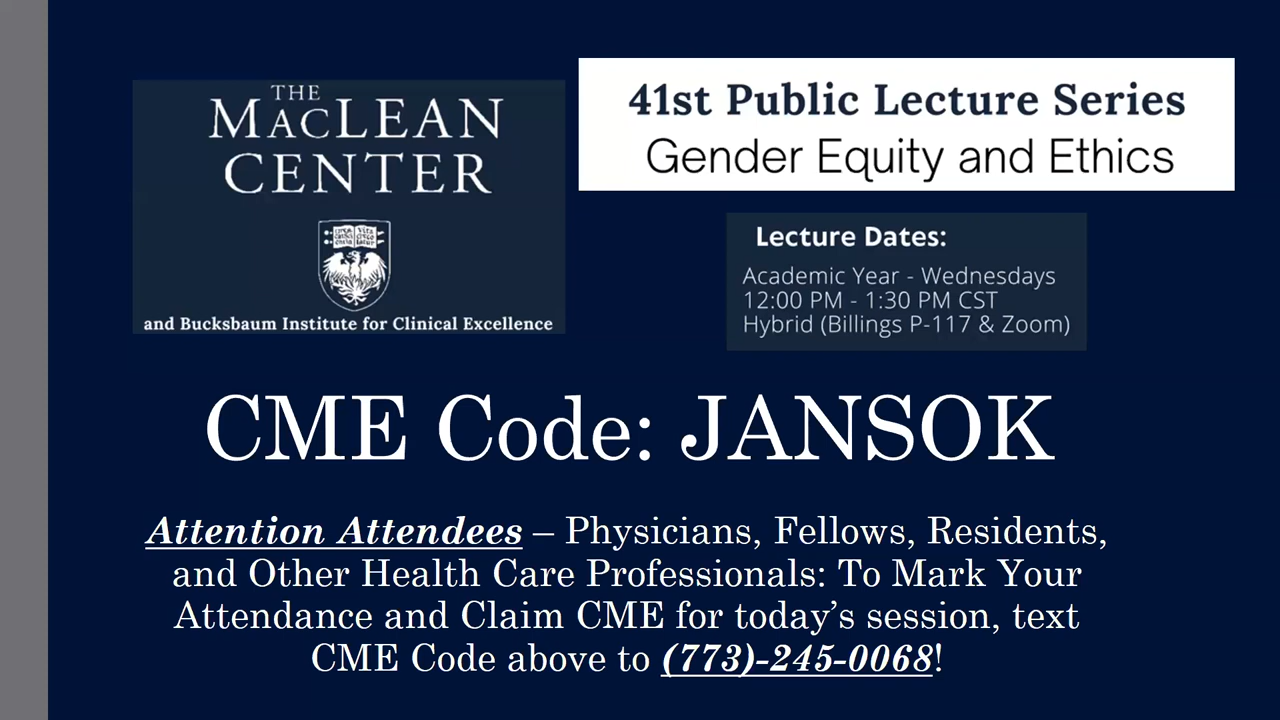 THE
MACLEAN
CENTER
and Bucksbaum Institute for Clinical Excellence
41st Public Lecture Series
Gender Equity and Ethics
Lecture Dates:
Academic Year - Wednesdays
12:00 PM - 1:30 PM CST
Hybrid (Billings P-117 & Zoom)
CME Code: JANSOK
Attention Attendees – Physicians, Fellows, Residents,
and Other Health Care Professionals: To Mark Your
Attendance and Claim CME for today’s session, text
CME Code above to (773)-245-0068!